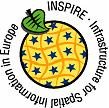 INSPIRE · Infrastructure for Spatial Information in Europe